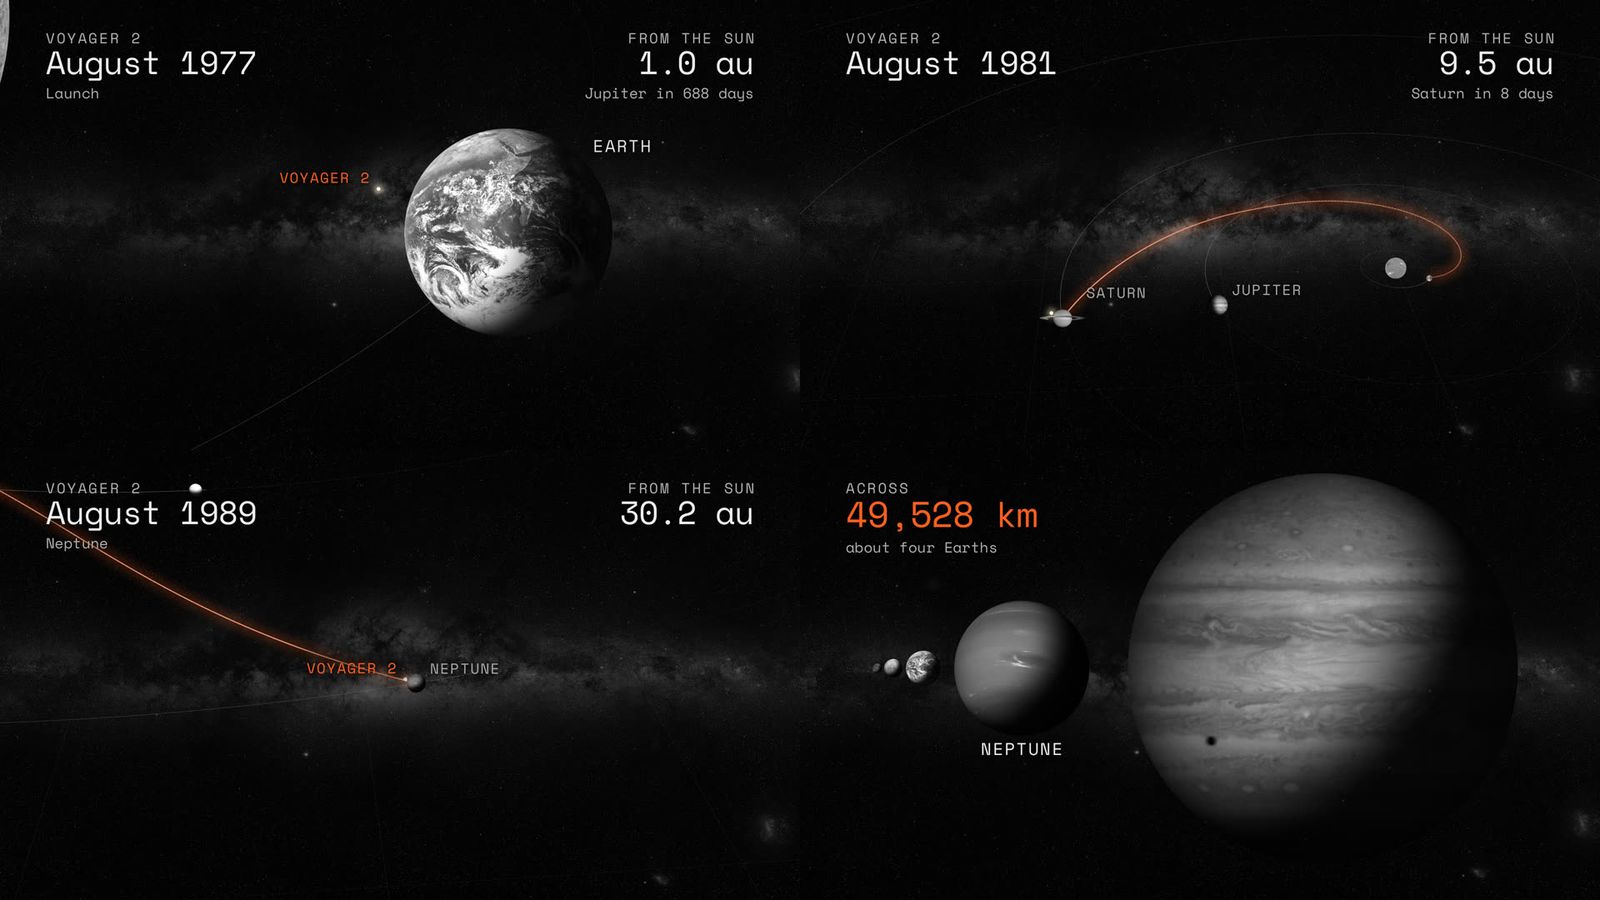 VOYAGER 2
August 1977
Launch
FROM THE SUN
1.0 au
Jupiter in 688 days
EARTH
VOYAGER 2
VOYAGER 2
August 1981
FROM THE SUN
9.5 au
Saturn in 8 days
SATURN
JUPITER
VOYAGER 2
August 1989
Neptune
FROM THE SUN
30.2 au
VOYAGER 2
NEPTUNE
ACROSS
49,528 km
about four Earths
NEPTUNE